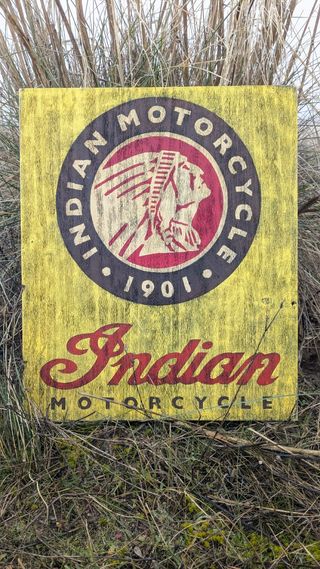 INDIAN MOTORCYCLE
• 1901 •
Indian
MOTORCYCLE